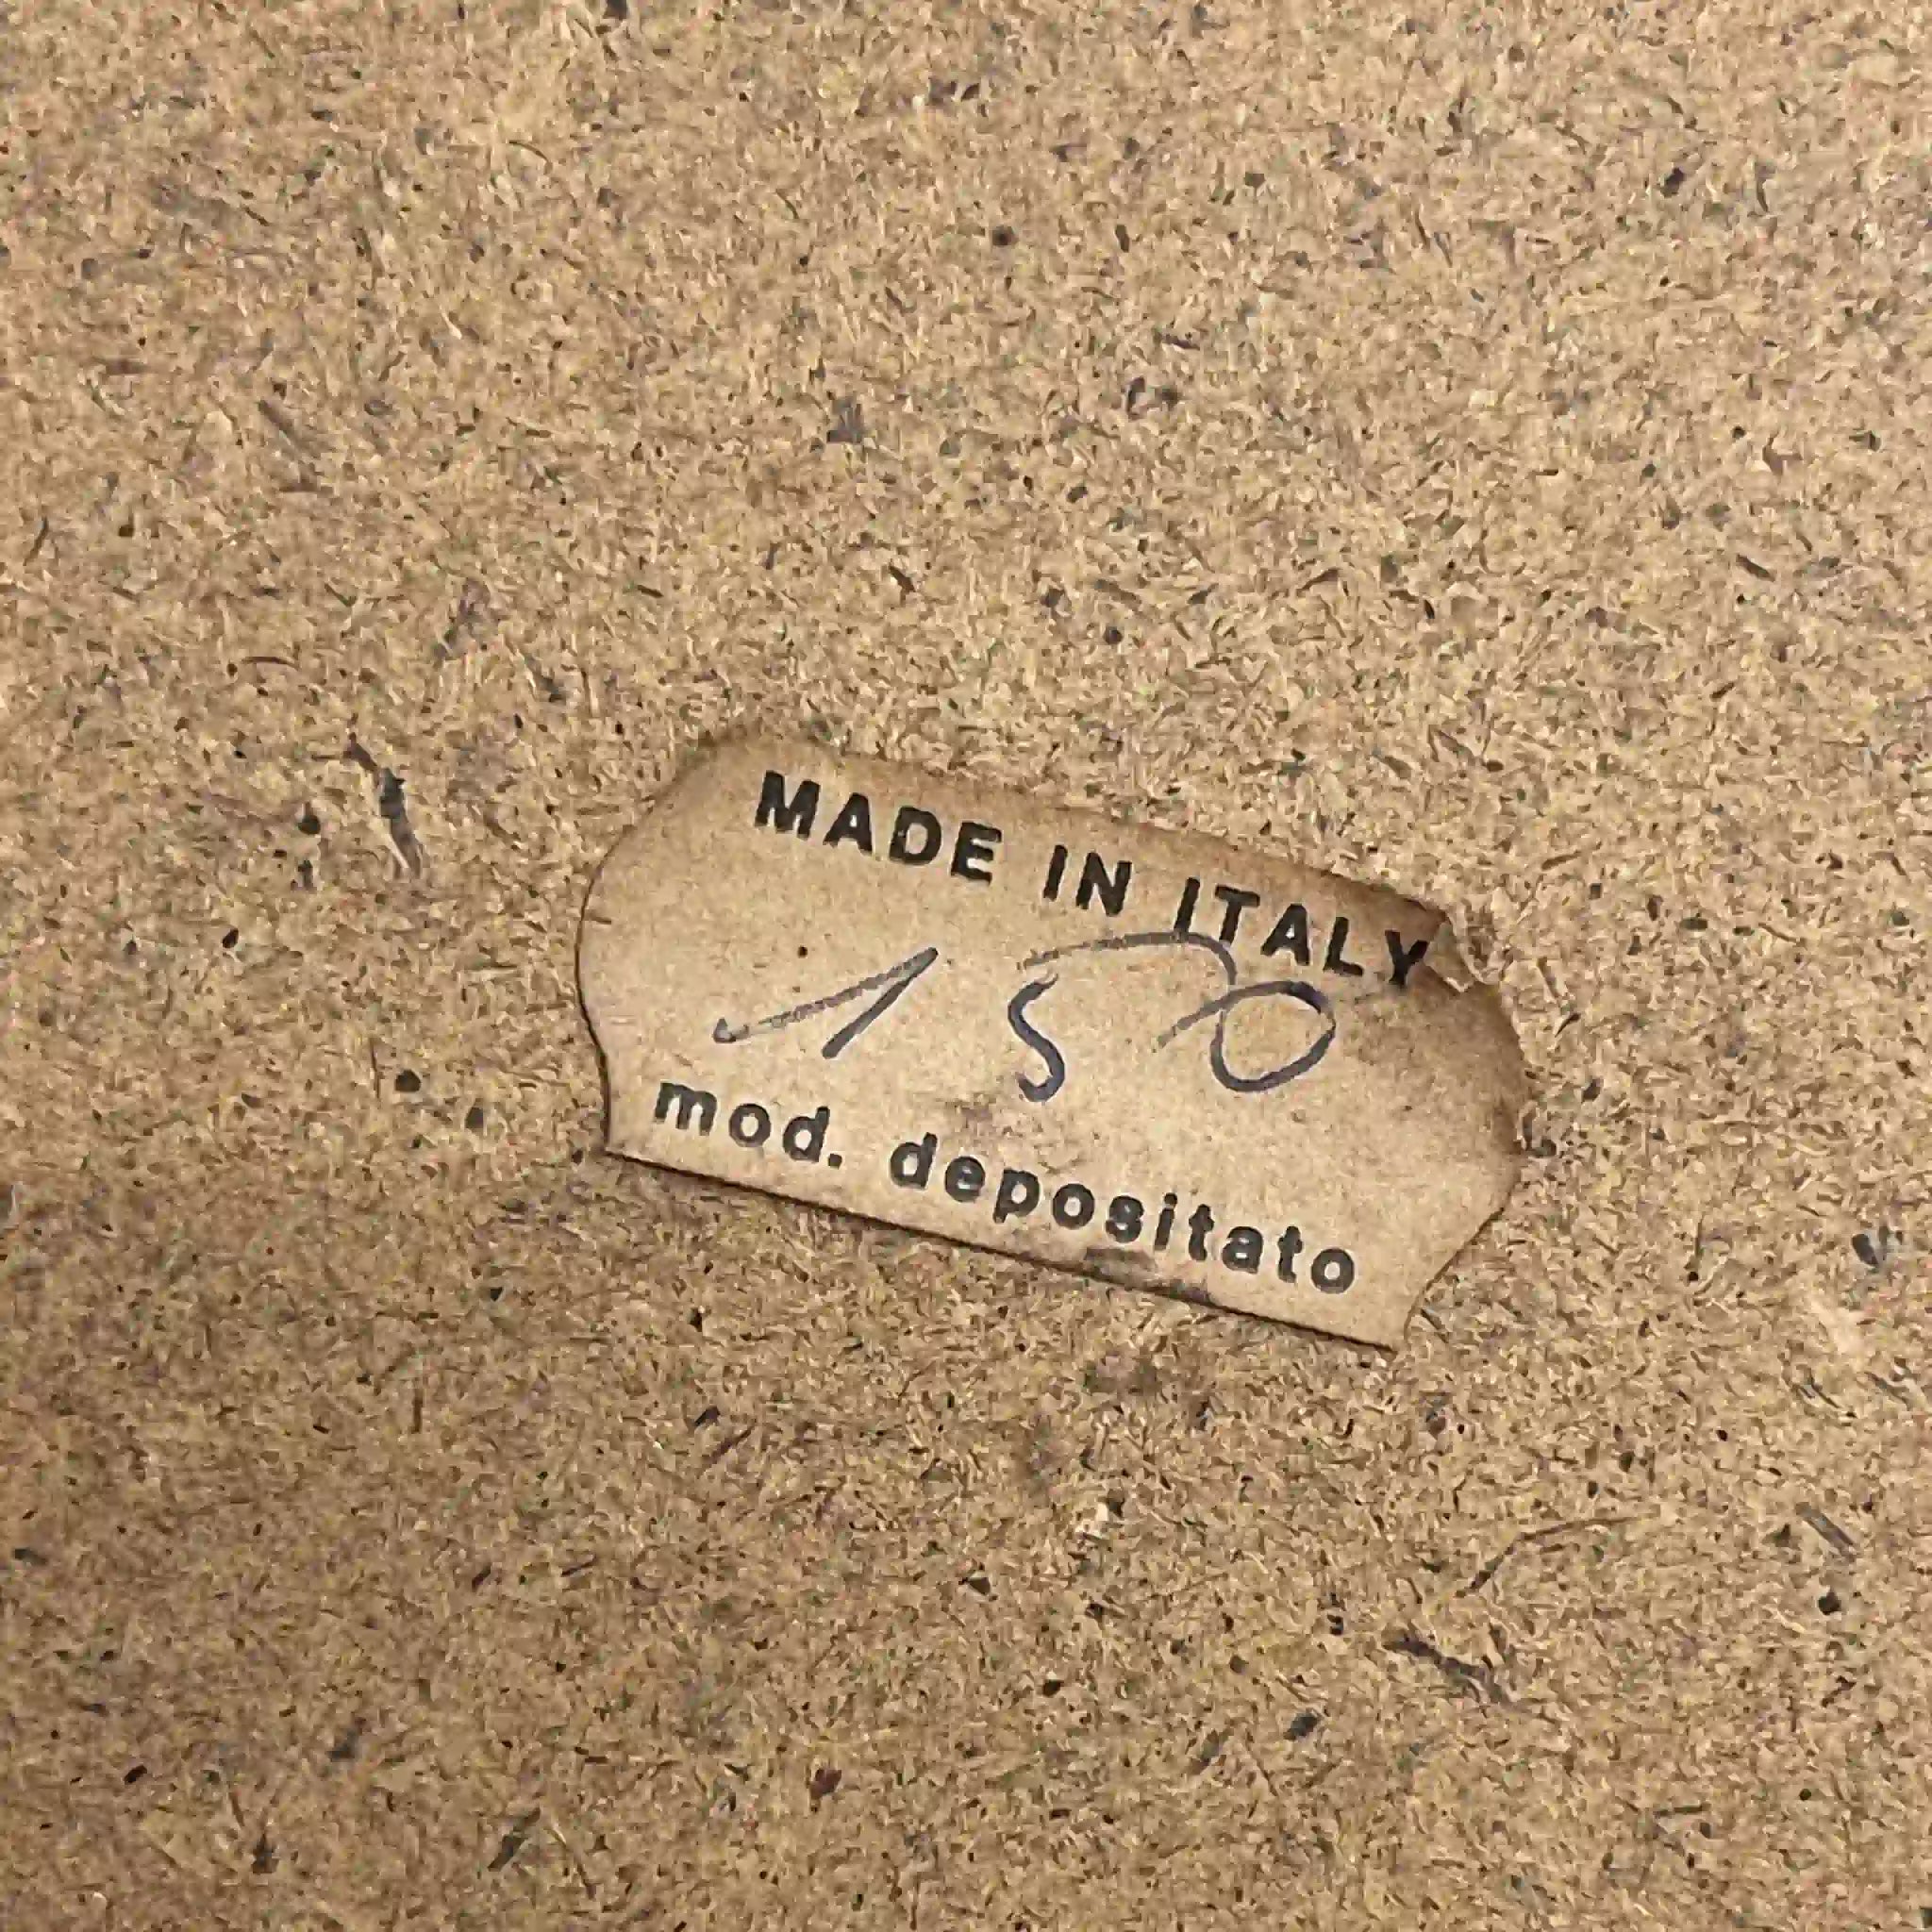 MADE IN ITALY
150
mod. depositato